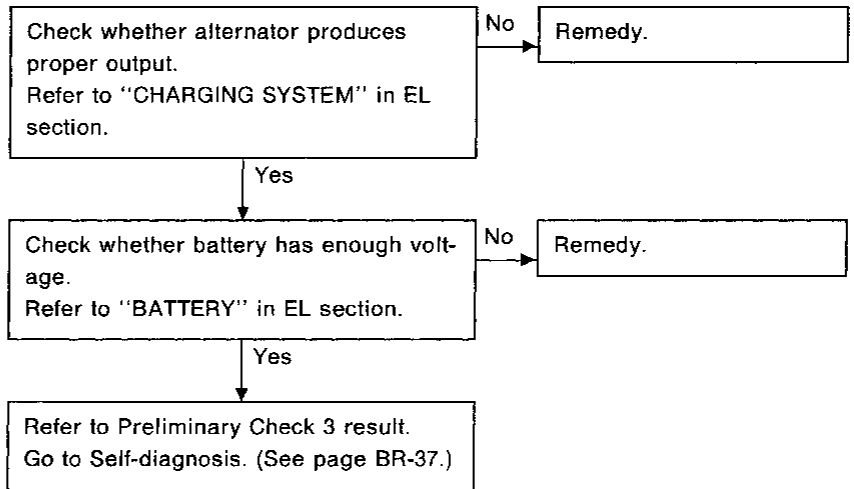 Check whether alternator produces
proper output.
Refer to "CHARGING SYSTEM" in EL
section.
No
Remedy.
Yes
Check whether battery has enough volt-
age.
Refer to "BATTERY" in EL section.
No
Remedy.
Yes
Refer to Preliminary Check 3 result.
Go to Self-diagnosis. (See page BR-37.)